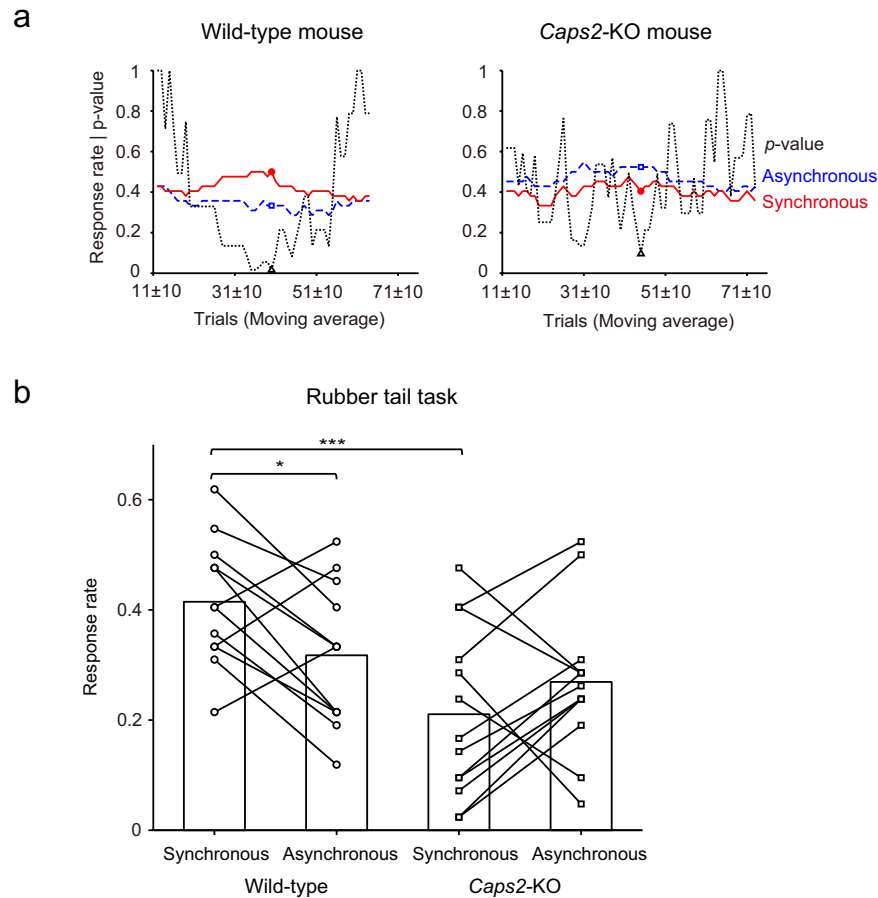 a
Wild-type mouse
Caps2-KO mouse
1
0.8
0.6
0.4
0.2
0
Response rate | p-value
11±10
31±10
51±10
71±10
Trials (Moving average)
1
0.8
0.6
0.4
0.2
0
11±10
31±10
51±10
71±10
Trials (Moving average)
p-value
Asynchronous
Synchronous
b
Rubber tail task
***
*
0.6
0.4
0.2
0
Response rate
Synchronous Asynchronous Synchronous Asynchronous
Wild-type
Caps2-KO